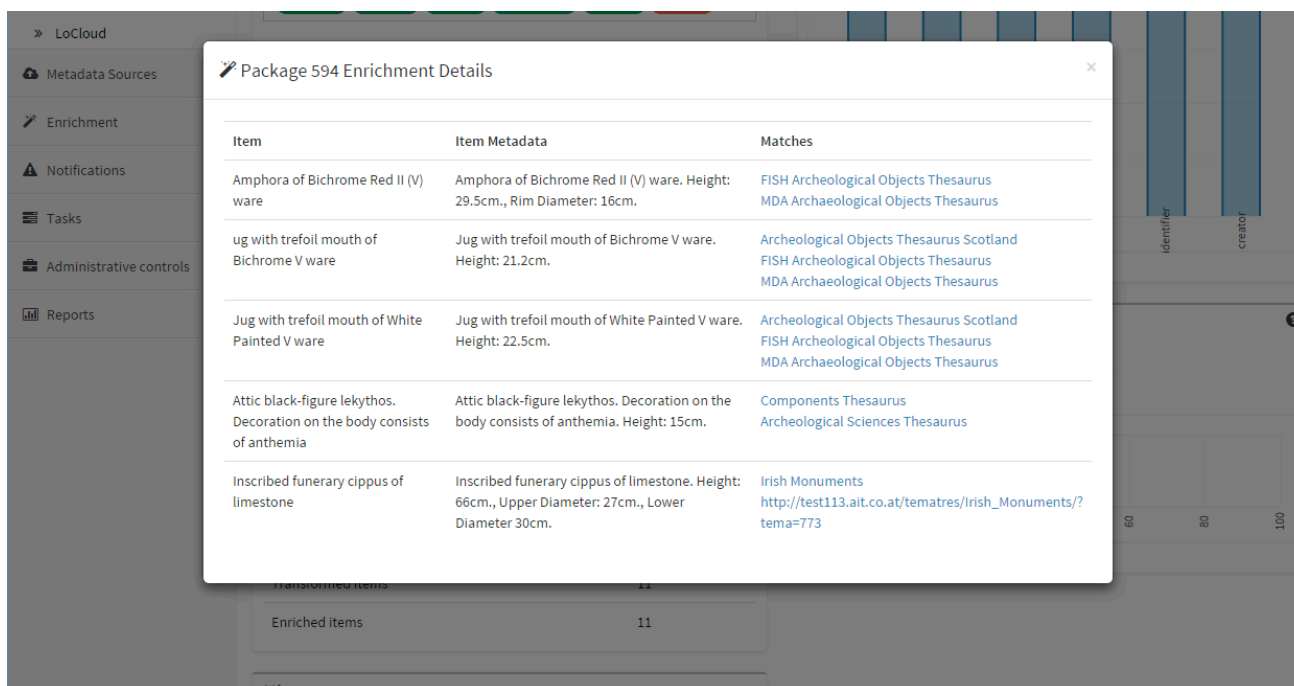 LoCloud
Metadata Sources
Enrichment
Notifications
Tasks
Administrative controls
Reports
Package 594 Enrichment Details
×
Item Item Metadata Matches
Amphora of Bichrome Red II (V)
ware
Amphora of Bichrome Red II (V) ware. Height:
29.5cm., Rim Diameter: 16cm.
FISH Archeological Objects Thesaurus
MDA Archaeological Objects Thesaurus
ug with trefoil mouth of
Bichrome V ware
Jug with trefoil mouth of Bichrome V ware.
Height: 21.2cm.
Archeological Objects Thesaurus Scotland
FISH Archeological Objects Thesaurus
MDA Archaeological Objects Thesaurus
Jug with trefoil mouth of White
Painted V ware
Jug with trefoil mouth of White Painted V ware.
Height: 22.5cm.
Archeological Objects Thesaurus Scotland
FISH Archeological Objects Thesaurus
MDA Archaeological Objects Thesaurus
Attic black-figure lekythos.
Decoration on the body consists
of anthemia
Attic black-figure lekythos. Decoration on the
body consists of anthemia. Height: 15cm.
Components Thesaurus
Archeological Sciences Thesaurus
Inscribed funerary cippus of
limestone
Inscribed funerary cippus of limestone. Height:
66cm., Upper Diameter: 27cm., Lower
Diameter 30cm.
Irish Monuments
http://test113.ait.co.at/tematres/Irish_Monuments/?
tema=773
identifier
creator
60 80 100
Transformed items 11
Enriched items 11